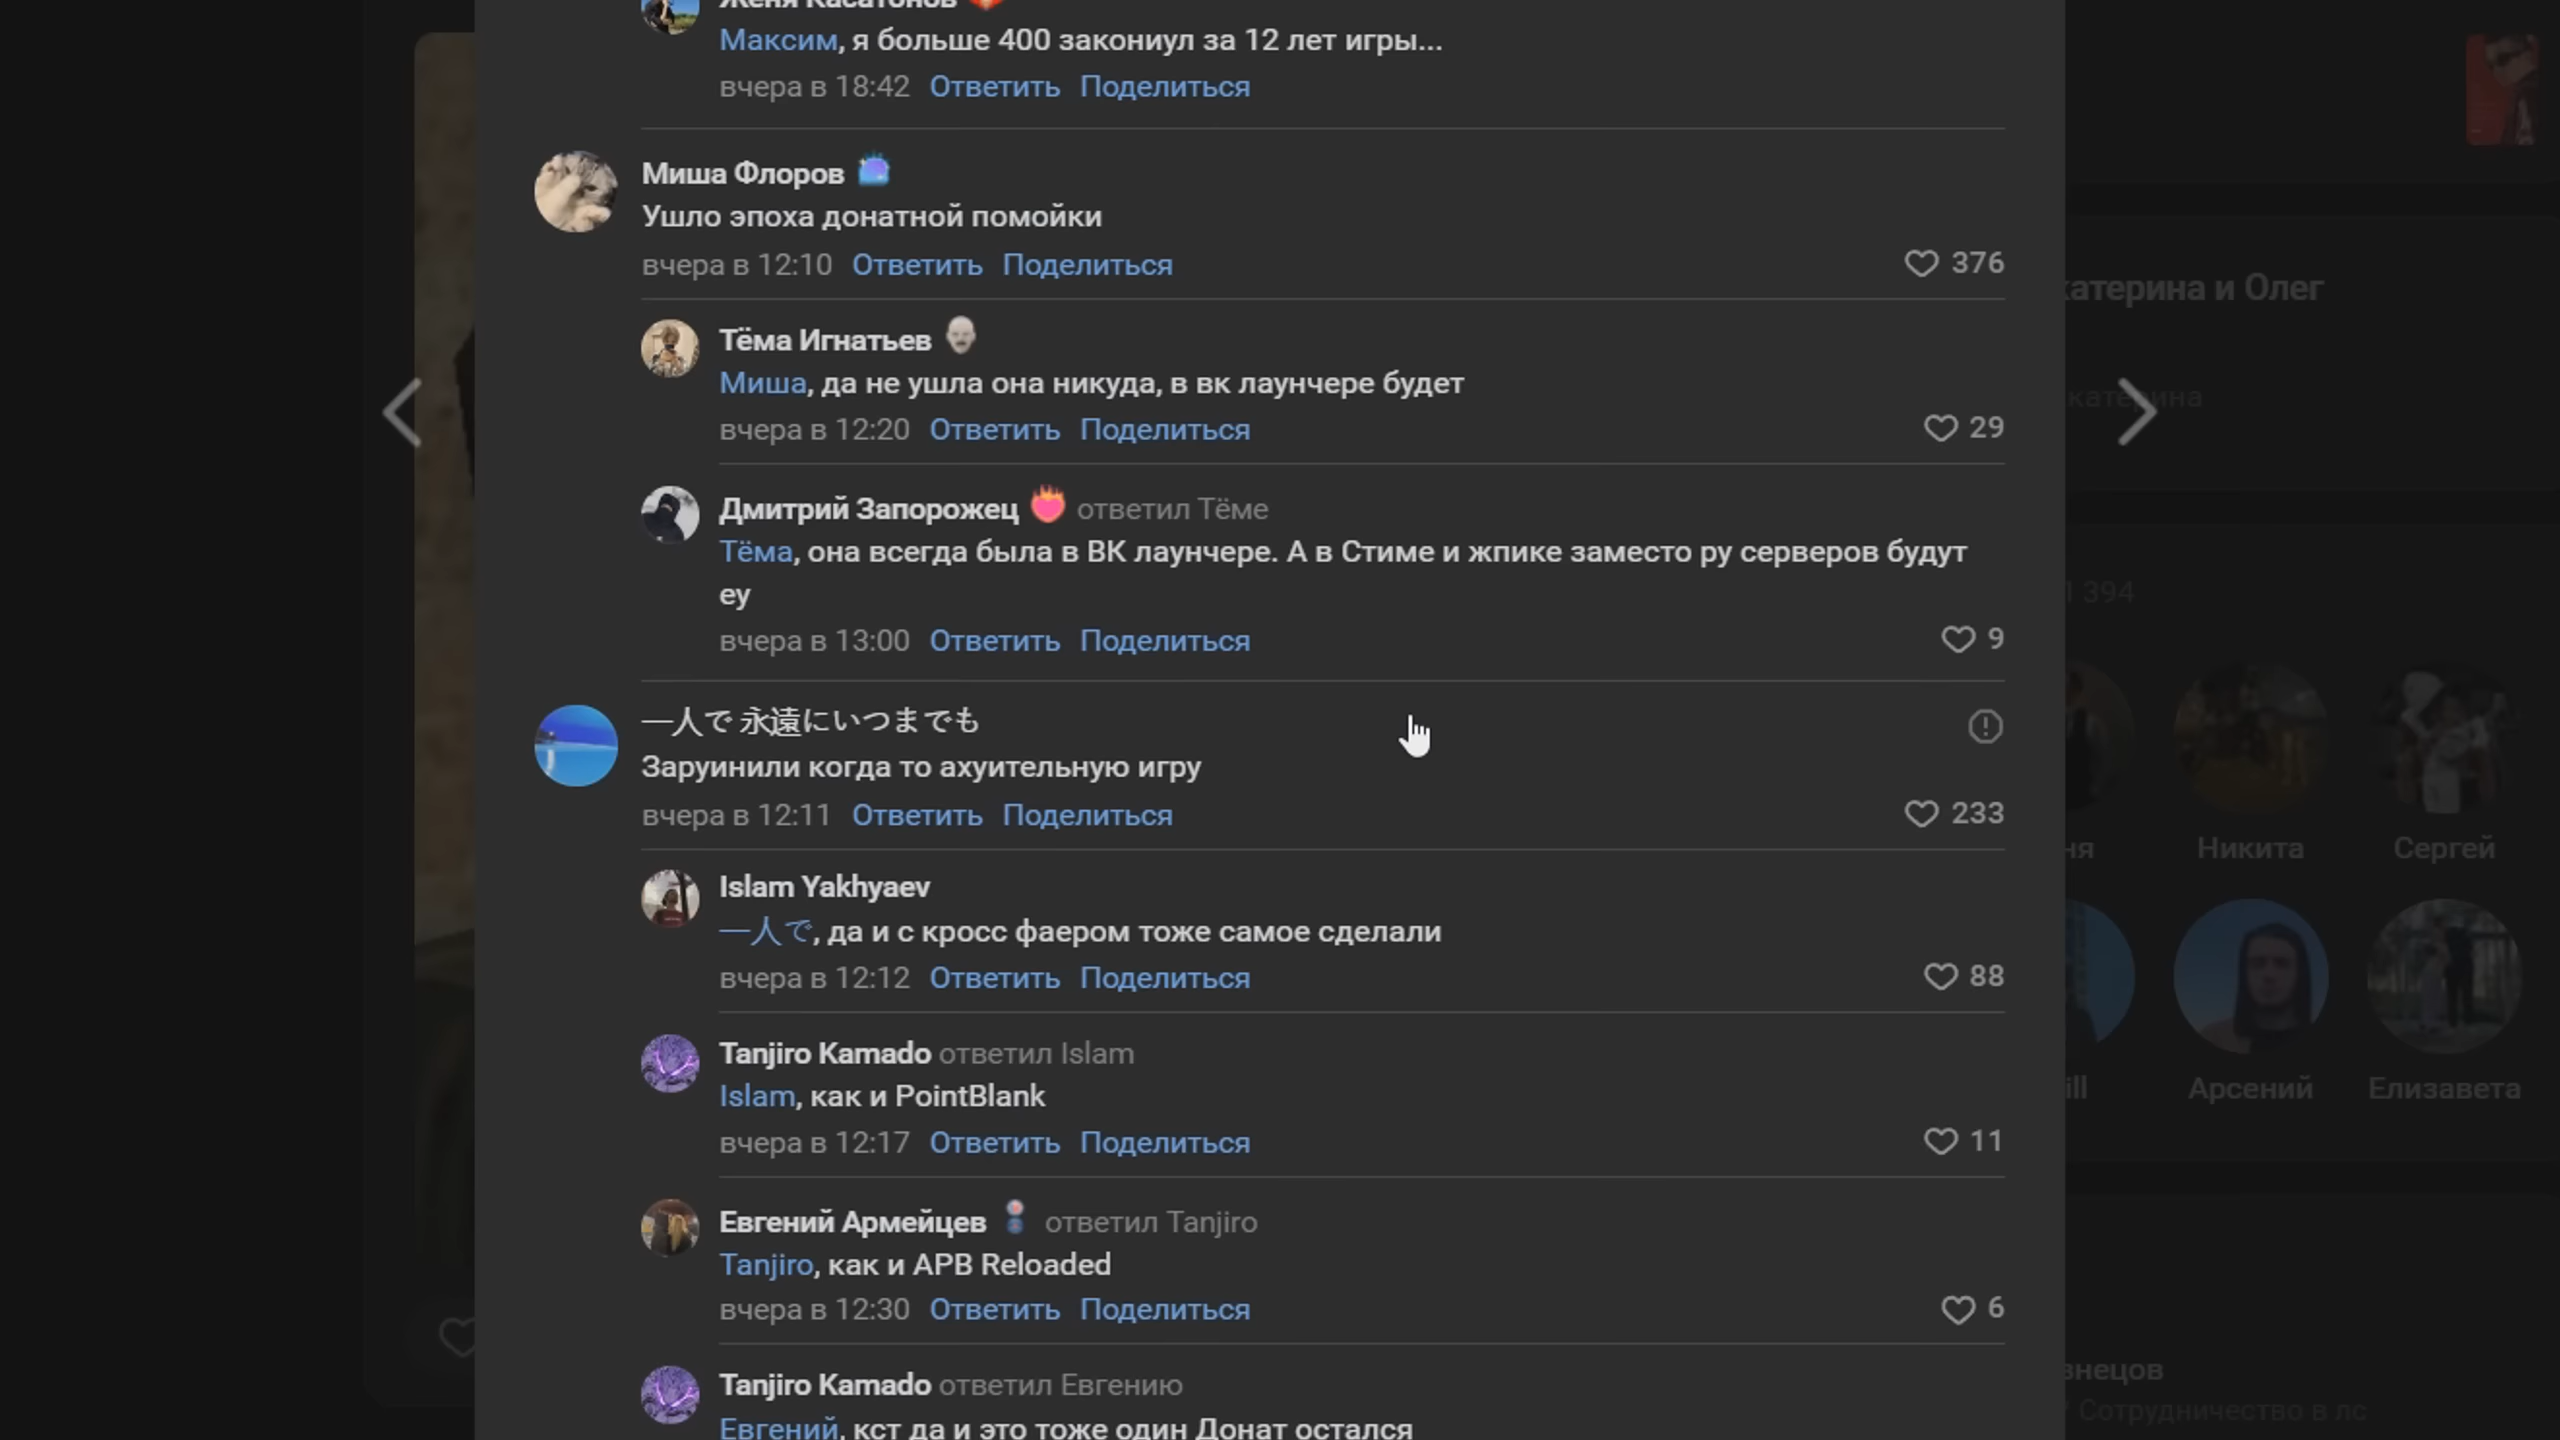 Женя Касатонов
Максим, я больше 400 закониул за 12 лет игры...
вчера в 18:42 Ответить Поделиться
Миша Флоров
Ушло эпоха донатной помойки
вчера в 12:10 Ответить Поделиться 376
Тёма Игнатьев
Миша, да не ушла она никуда, в вк лаунчере будет
вчера в 12:20 Ответить Поделиться 29
Дмитрий Запорожец ответил Тёме
Тёма, она всегда была в ВК лаунчере. А в Стиме и жпике заместо ру серверов будут
еу
вчера в 13:00 Ответить Поделиться 9
一人で 永遠にいつまでも
Заруинили когда то ахуительную игру
вчера в 12:11 Ответить Поделиться 233
Islam Yakhyaev
一人で, да и с кросс фаером тоже самое сделали
вчера в 12:12 Ответить Поделиться 88
Tanjiro Kamado ответил Islam
Islam, как и PointBlank
вчера в 12:17 Ответить Поделиться 11
Евгений Армейцев ответил Tanjiro
Tanjiro, как и APB Reloaded
вчера в 12:30 Ответить Поделиться 6
Tanjiro Kamado ответил Евгению
Евгений, кст да и это тоже один Донат остался
катерина и Олег
катерина
1 394
ня Никита Сергей
ill Арсений Елизавета
знецов
Сотрудничество в лс